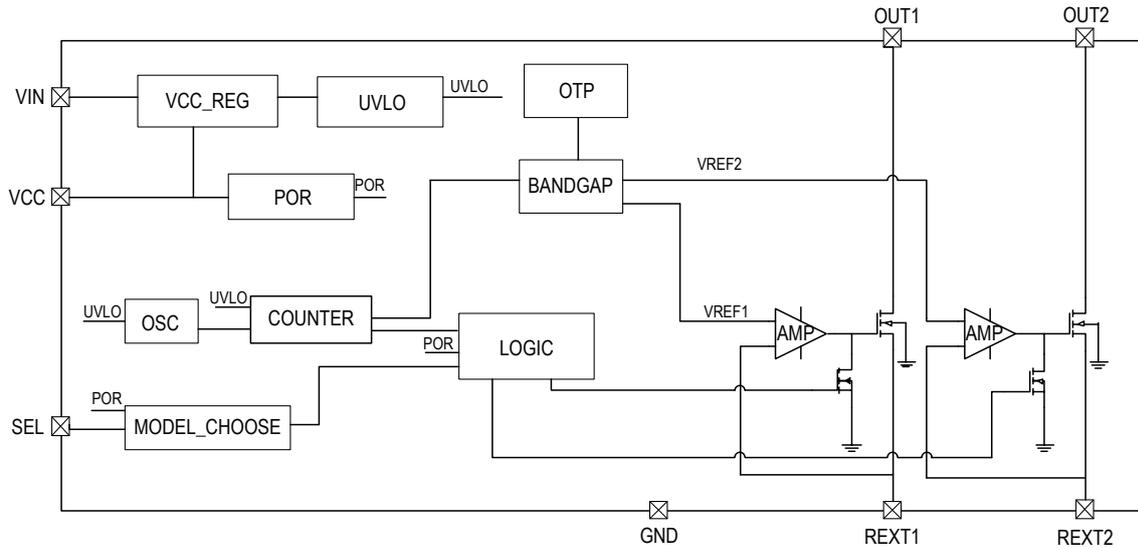 OUT1
OUT2
VIN
VCC_REG
UVLO
UVLO
OTP
VCC
POR
POR
BANDGAP
VREF2
UVLO
OSC
UVLO
COUNTER
POR
LOGIC
VREF1
AMP
AMP
SEL
POR
MODEL_CHOOSE
GND
REXT1
REXT2